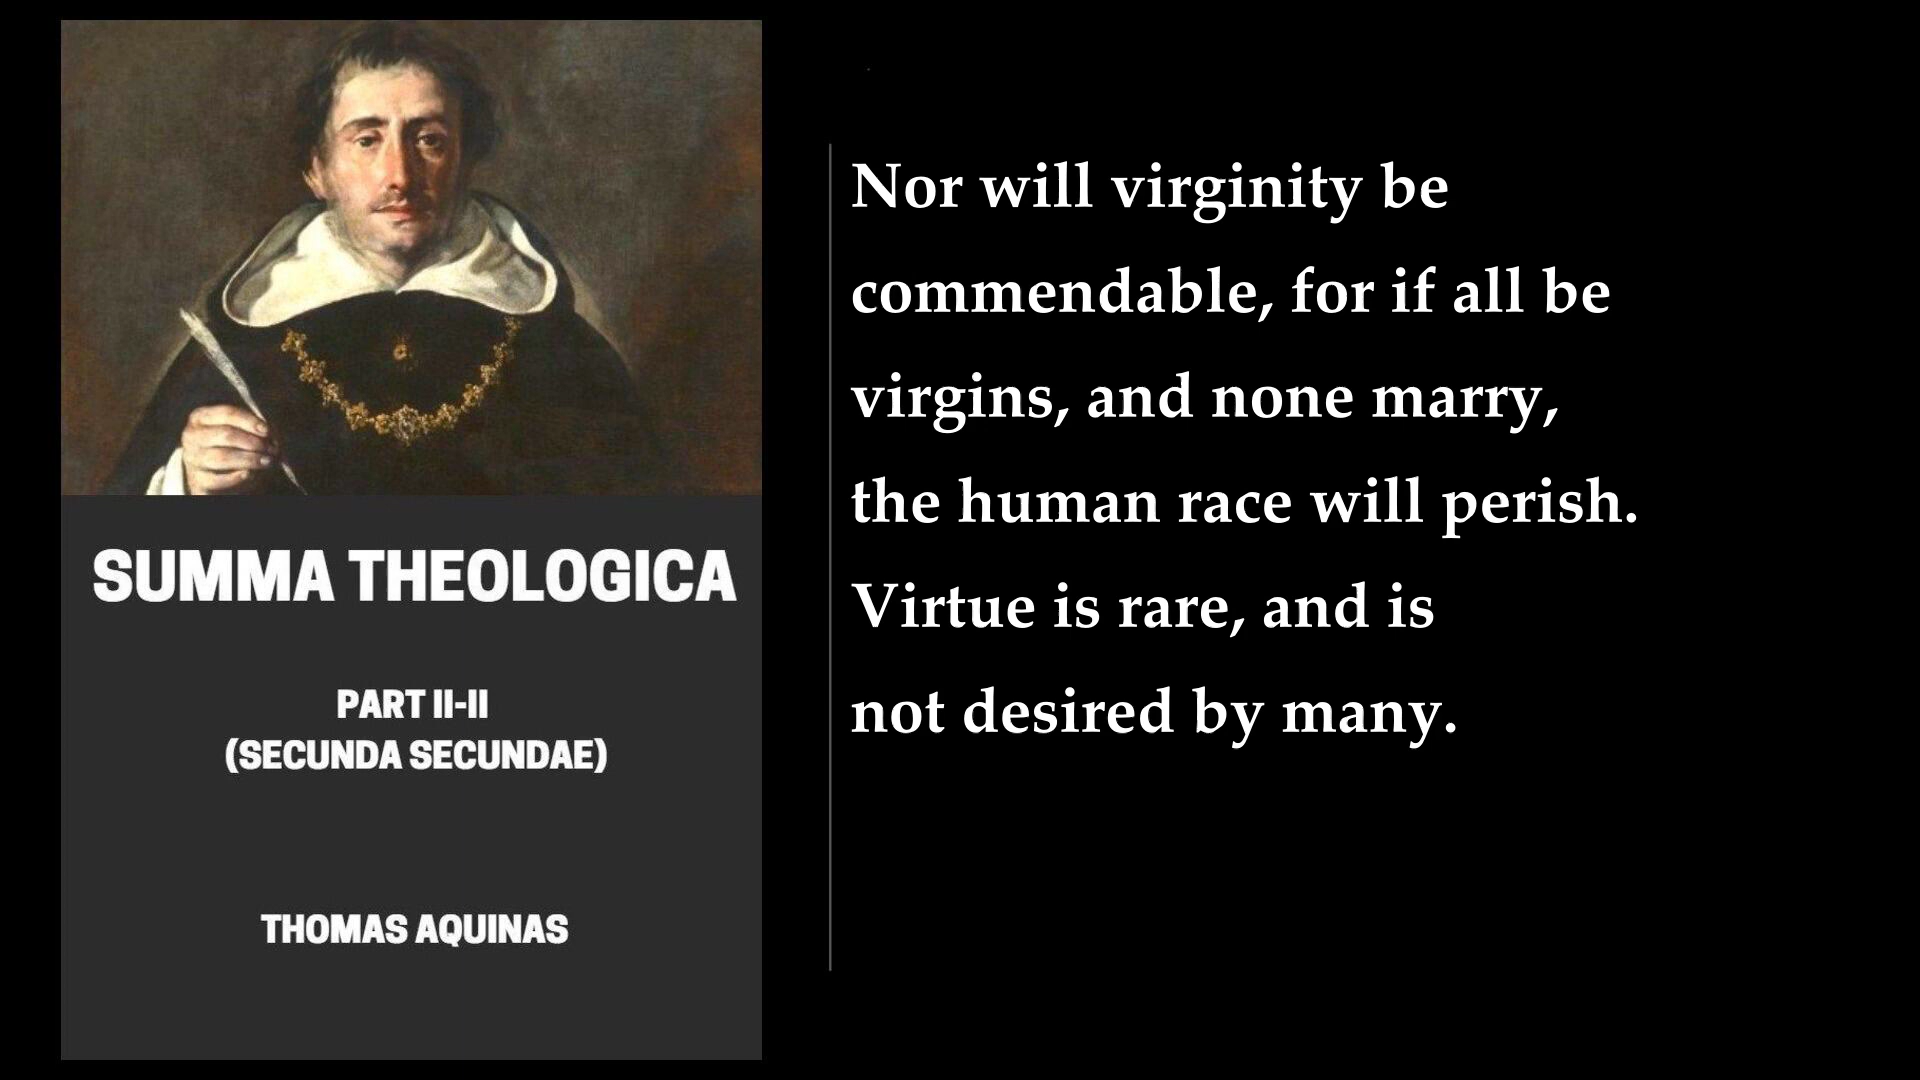 SUMMA THEOLOGICA
PART II-II
(SECUNDA SECUNDAE)
THOMAS AQUINAS
Nor will virginity be
commendable, for if all be
virgins, and none marry,
the human race will perish.
Virtue is rare, and is
not desired by many.